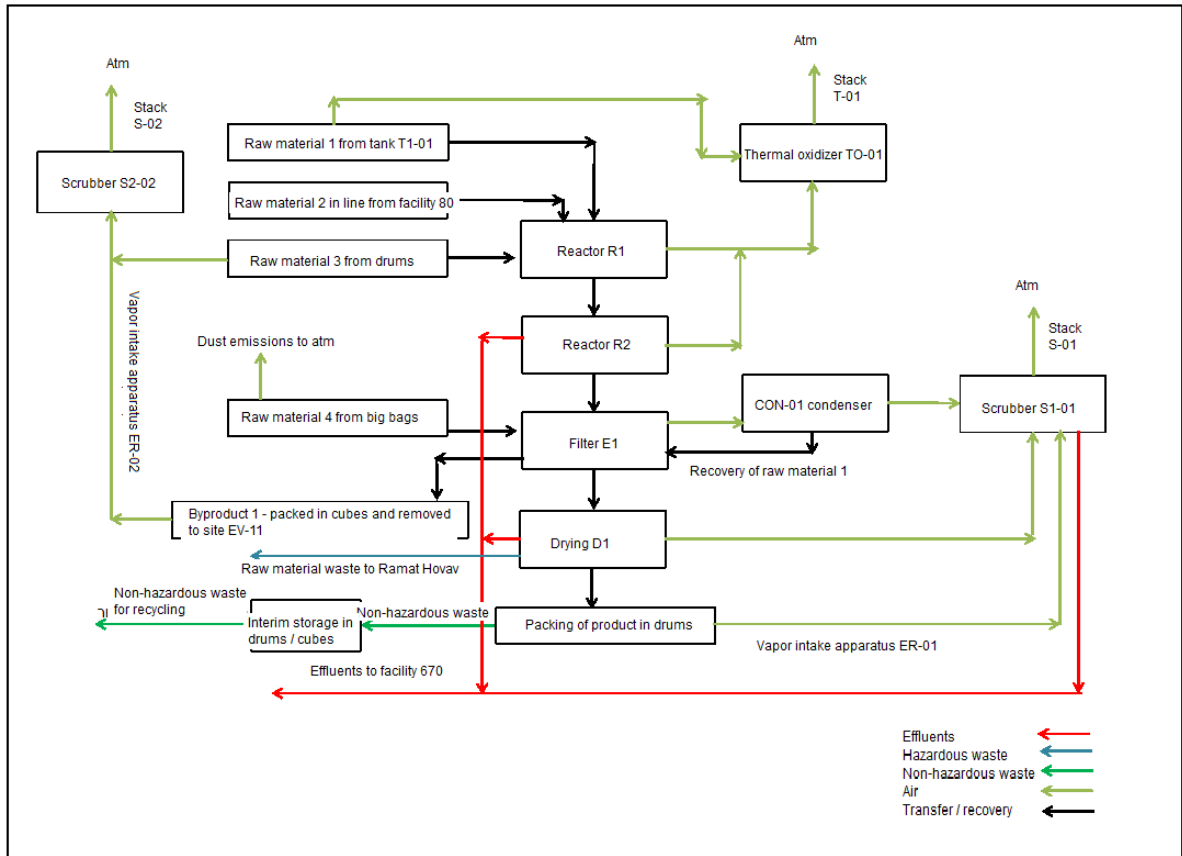 Atm
Stack
S-02
Scrubber S2-02
Atm
Stack
T-01
Raw material 1 from tank T1-01
Thermal oxidizer TO-01
Raw material 2 in line from facility 80
Reactor R1
Raw material 3 from drums
Vapor intake apparatus ER-02
Atm
Stack
S-01
Reactor R2
Dust emissions to atm
Raw material 4 from big bags
Filter E1
CON-01 condenser
Scrubber S1-01
Recovery of raw material 1
Byproduct 1 - packed in cubes and removed
to site EV-11
Drying D1
Raw material waste to Ramat Hovav
Non-hazardous waste
for recycling
Interim storage in
drums / cubes
Non-hazardous waste
Packing of product in drums
Vapor intake apparatus ER-01
Effluents to facility 670
Effluents
Hazardous waste
Non-hazardous waste
Air
Transfer / recovery